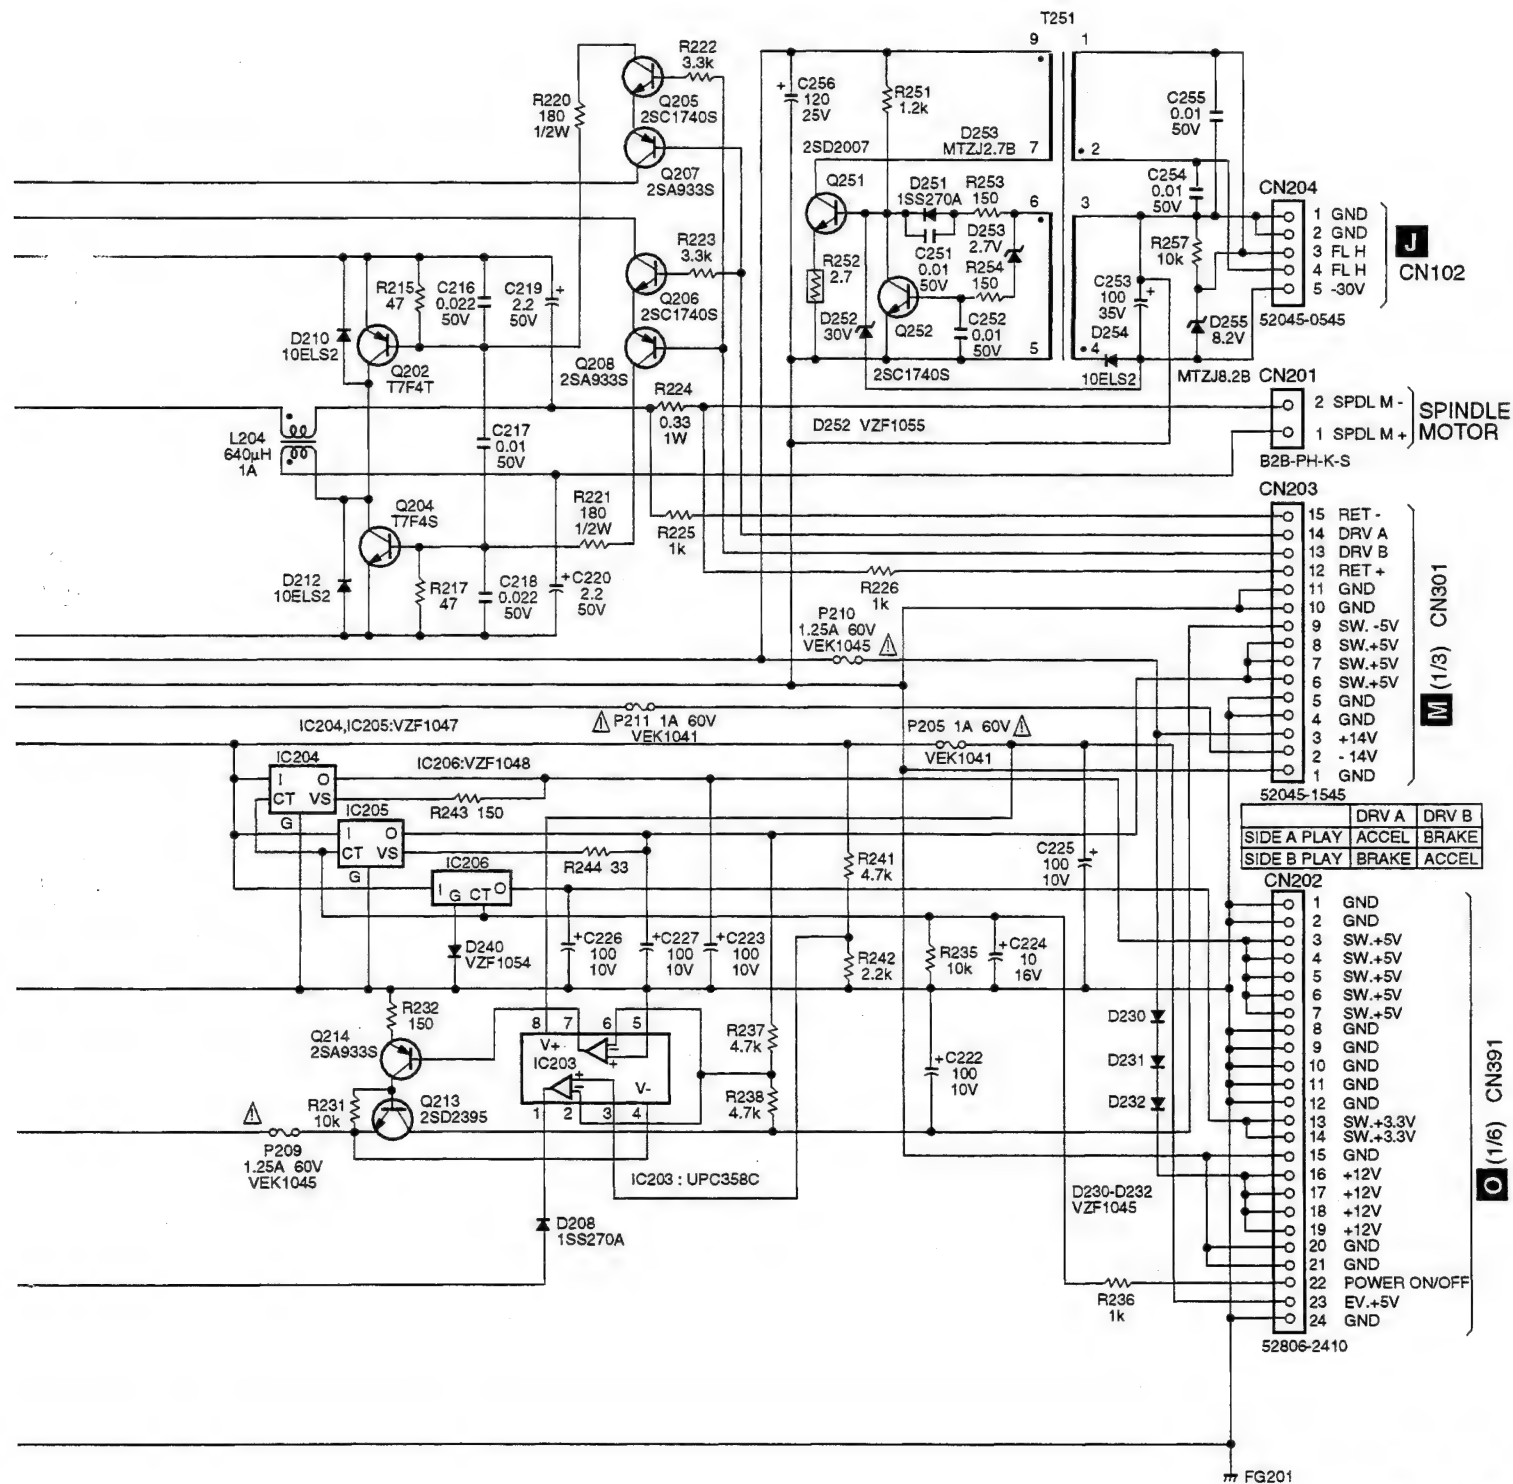 T251
9
1
R222
3.3k
Q205
2SC1740S
R220
180
1/2W
Q207
2SA933S
+ C256
120
25V
R251
1.2k
D253
MTZJ2.7B
7
2
C255
0.01
50V
2SD2007
Q251
D251
1SS270A
R253
150
6
3
C254
0.01
50V
CN204
1 GND
2 GND
3 FL H
4 FL H
5 -30V
52045-0545
J
CN102
R223
3.3k
Q206
2SC1740S
R252
2.7
C251
0.01
50V
D253
2.7V
R254
150
R257
10k
C253
100
35V
+
D252
30V
Q252
C252
0.01
50V
5
4
D254
10ELS2
D255
8.2V
MTZJ8.2B
2SC1740S
R215
47
C216
0.022
50V
C219
2.2
50V
+
D210
10ELS2
Q202
T7F4T
Q208
2SA933S
R224
0.33
1W
D252 VZF1055
CN201
2 SPDL M -
1 SPDL M +
SPINDLE
MOTOR
B2B-PH-K-S
L204
640µH
1A
C217
0.01
50V
Q204
T7F4S
R221
180
1/2W
R225
1k
D212
10ELS2
R217
47
C218
0.022
50V
+ C220
2.2
50V
R226
1k
P210
1.25A 60V
VEK1045
CN203
15 RET -
14 DRV A
13 DRV B
12 RET +
11 GND
10 GND
9 SW. -5V
8 SW.+5V
7 SW.+5V
6 SW.+5V
5 GND
4 GND
3 +14V
2 - 14V
1 GND
52045-1545
M (1/3) CN301
IC204,IC205:VZF1047
P211 1A 60V
VEK1041
P205 1A 60V
VEK1041
IC204
I O
CT VS
G
IC206:VZF1048
R243 150
IC205
I O
CT VS
G
R244 33
IC206
I G CT O
DRV A DRV B
SIDE A PLAY ACCEL BRAKE
SIDE B PLAY BRAKE ACCEL
R241
4.7k
C225
100
10V
+
D240
VZF1054
+ C226
100
10V
+ C227
100
10V
+ C223
100
10V
R242
2.2k
R235
10k
+ C224
10
16V
CN202
1 GND
2 GND
3 SW.+5V
4 SW.+5V
5 SW.+5V
6 SW.+5V
7 SW.+5V
8 GND
9 GND
10 GND
11 GND
12 GND
13 SW.+3.3V
14 SW.+3.3V
15 GND
16 +12V
17 +12V
18 +12V
19 +12V
20 GND
21 GND
22 POWER ON/OFF
23 EV.+5V
24 GND
52806-2410
O (1/6) CN391
R232
150
Q214
2SA933S
8 7 6 5
V+
IC203
V-
1 2 3 4
R237
4.7k
R238
4.7k
+ C222
100
10V
D230
D231
D232
R231
10k
Q213
2SD2395
P209
1.25A 60V
VEK1045
IC203 : UPC358C
D230-D232
VZF1045
D208
1SS270A
R236
1k
FG201